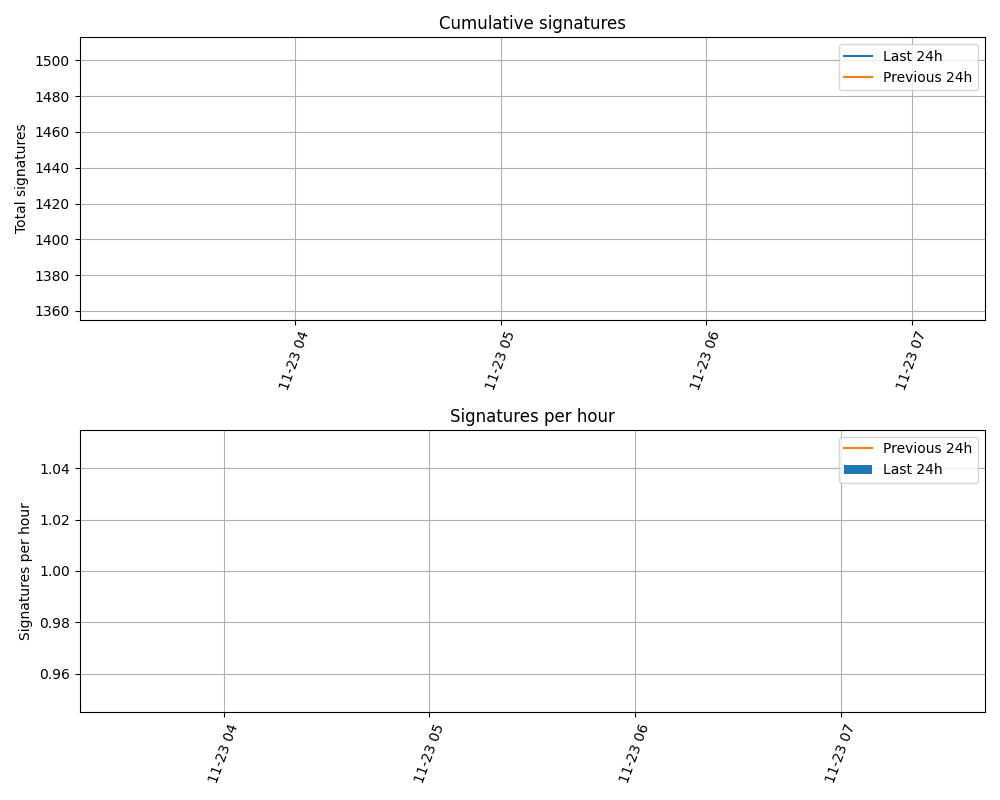 Cumulative signatures
Last 24h
Previous 24h
Total signatures
1500
1480
1460
1440
1420
1400
1380
1360
11-23 04
11-23 05
11-23 06
11-23 07
Signatures per hour
Previous 24h
Last 24h
Signatures per hour
1.04
1.02
1.00
0.98
0.96
11-23 04
11-23 05
11-23 06
11-23 07